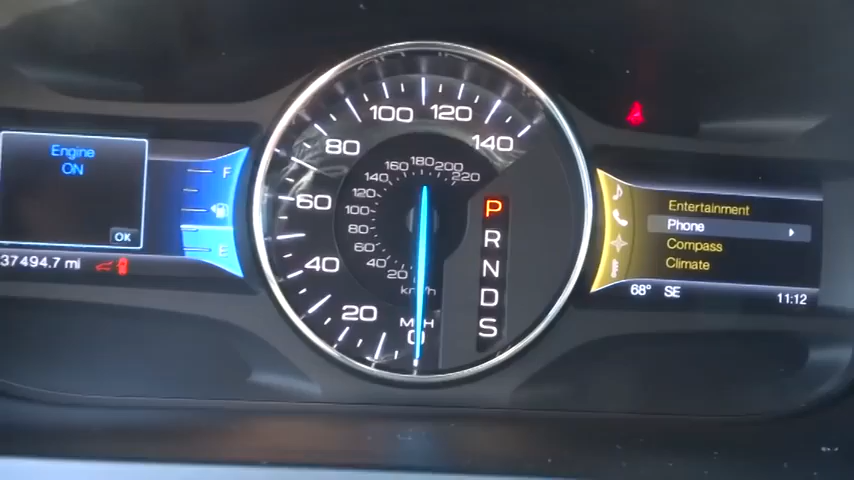 Engine
ON
OK
F
E
37494.7 mi
0
20
40
60
80
100
120
140
20
40
60
80
100
120
140
160
180
200
220
km/h
MPH
P
R
N
D
S
Entertainment
Phone
Compass
Climate
68° SE
11:12